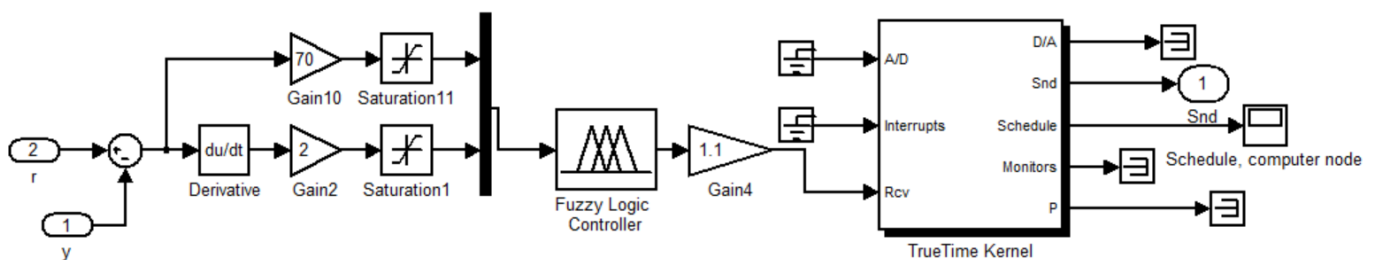 70
Gain10
Saturation11
2
r
du/dt
Derivative
2
Gain2
Saturation1
1
y
Fuzzy Logic
Controller
1.1
Gain4
A/D
Interrupts
Rcv
D/A
Snd
Schedule
Monitors
P
TrueTime Kernel
1
Snd
Schedule, computer node